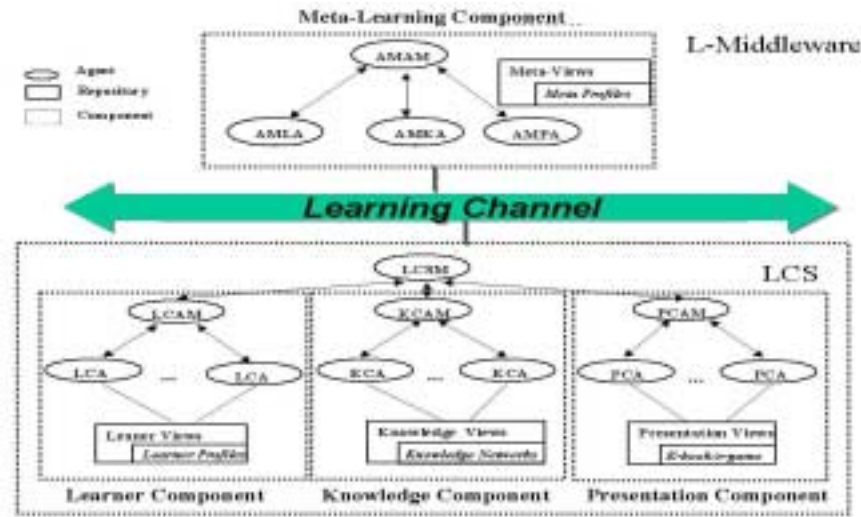 Meta-Learning Component
L-Middleware
Agent
Repository
Component
AMAM
Meta-Views
Meta Profiles
AMLA
AMKA
AMPA
Learning Channel
LCSM
LCS
LCAM
KCAM
PCAM
LCA
...
LCA
KCA
...
KCA
PCA
...
PCA
Learner Views
Learner Profiles
Knowledge Views
Knowledge Networks
Presentation Views
Learner Component
Knowledge Component
Presentation Component